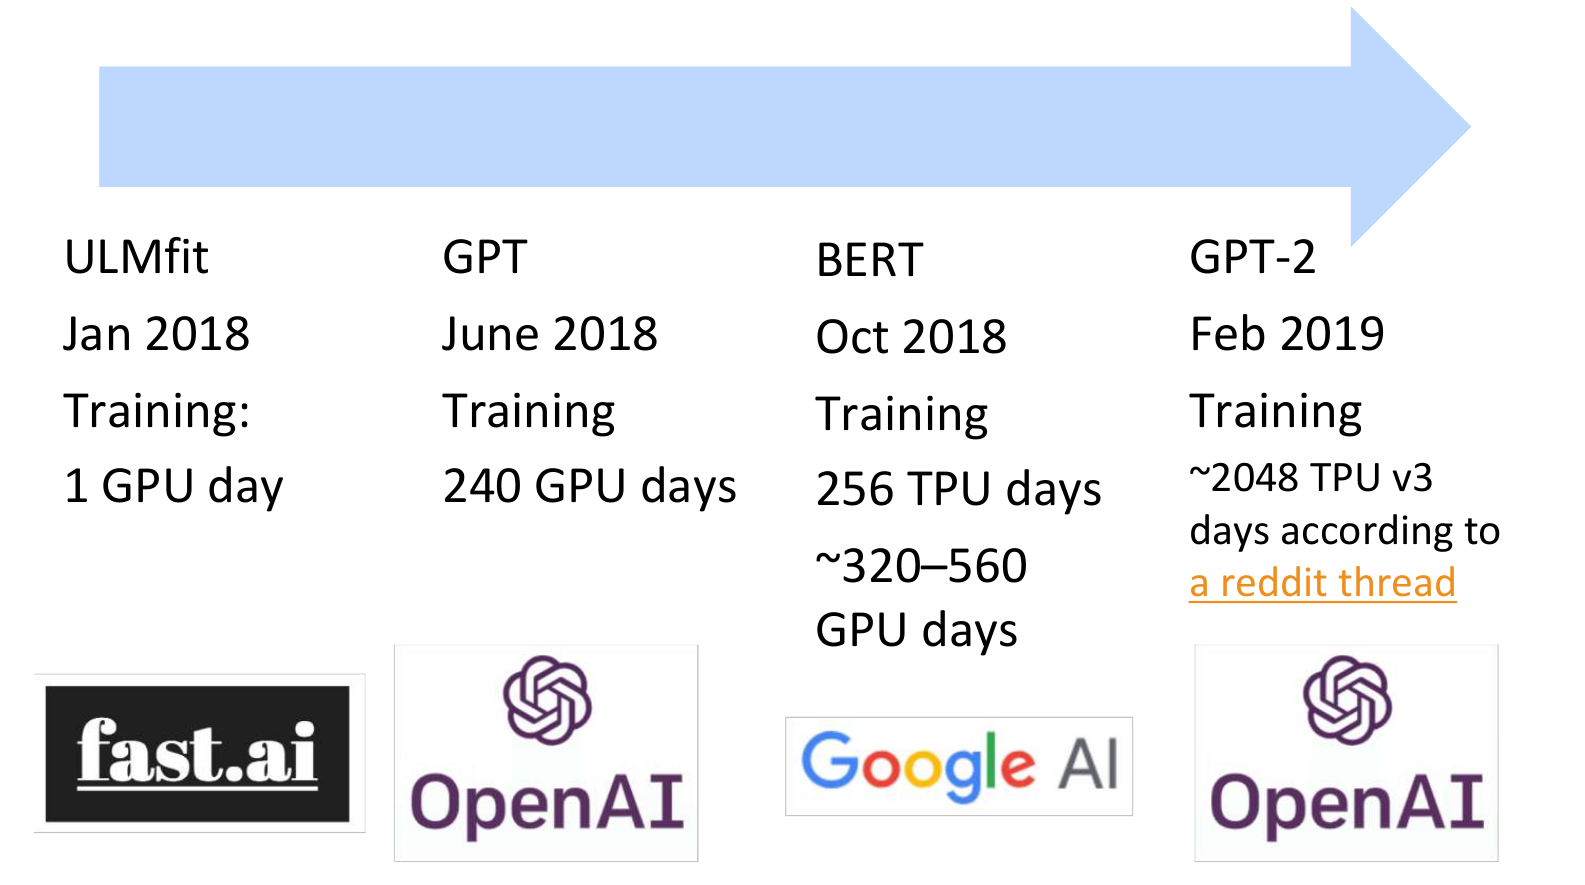 ULMfit
Jan 2018
Training:
1 GPU day
fast.ai
GPT
June 2018
Training
240 GPU days
OpenAI
BERT
Oct 2018
Training
256 TPU days
~320–560
GPU days
Google AI
GPT-2
Feb 2019
Training
~2048 TPU v3
days according to
a reddit thread
OpenAI